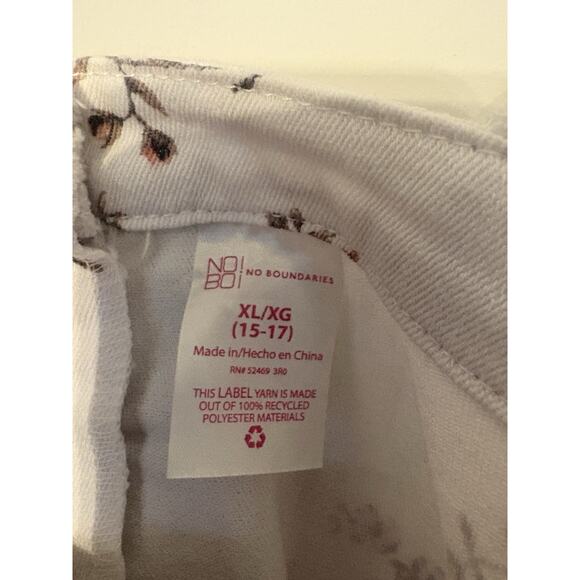 NO!
BO! NO BOUNDARIES
XL/XG
(15-17)
Made in/Hecho en China
RN# 52469 3R0
THIS LABEL YARN IS MADE
OUT OF 100% RECYCLED
POLYESTER MATERIALS